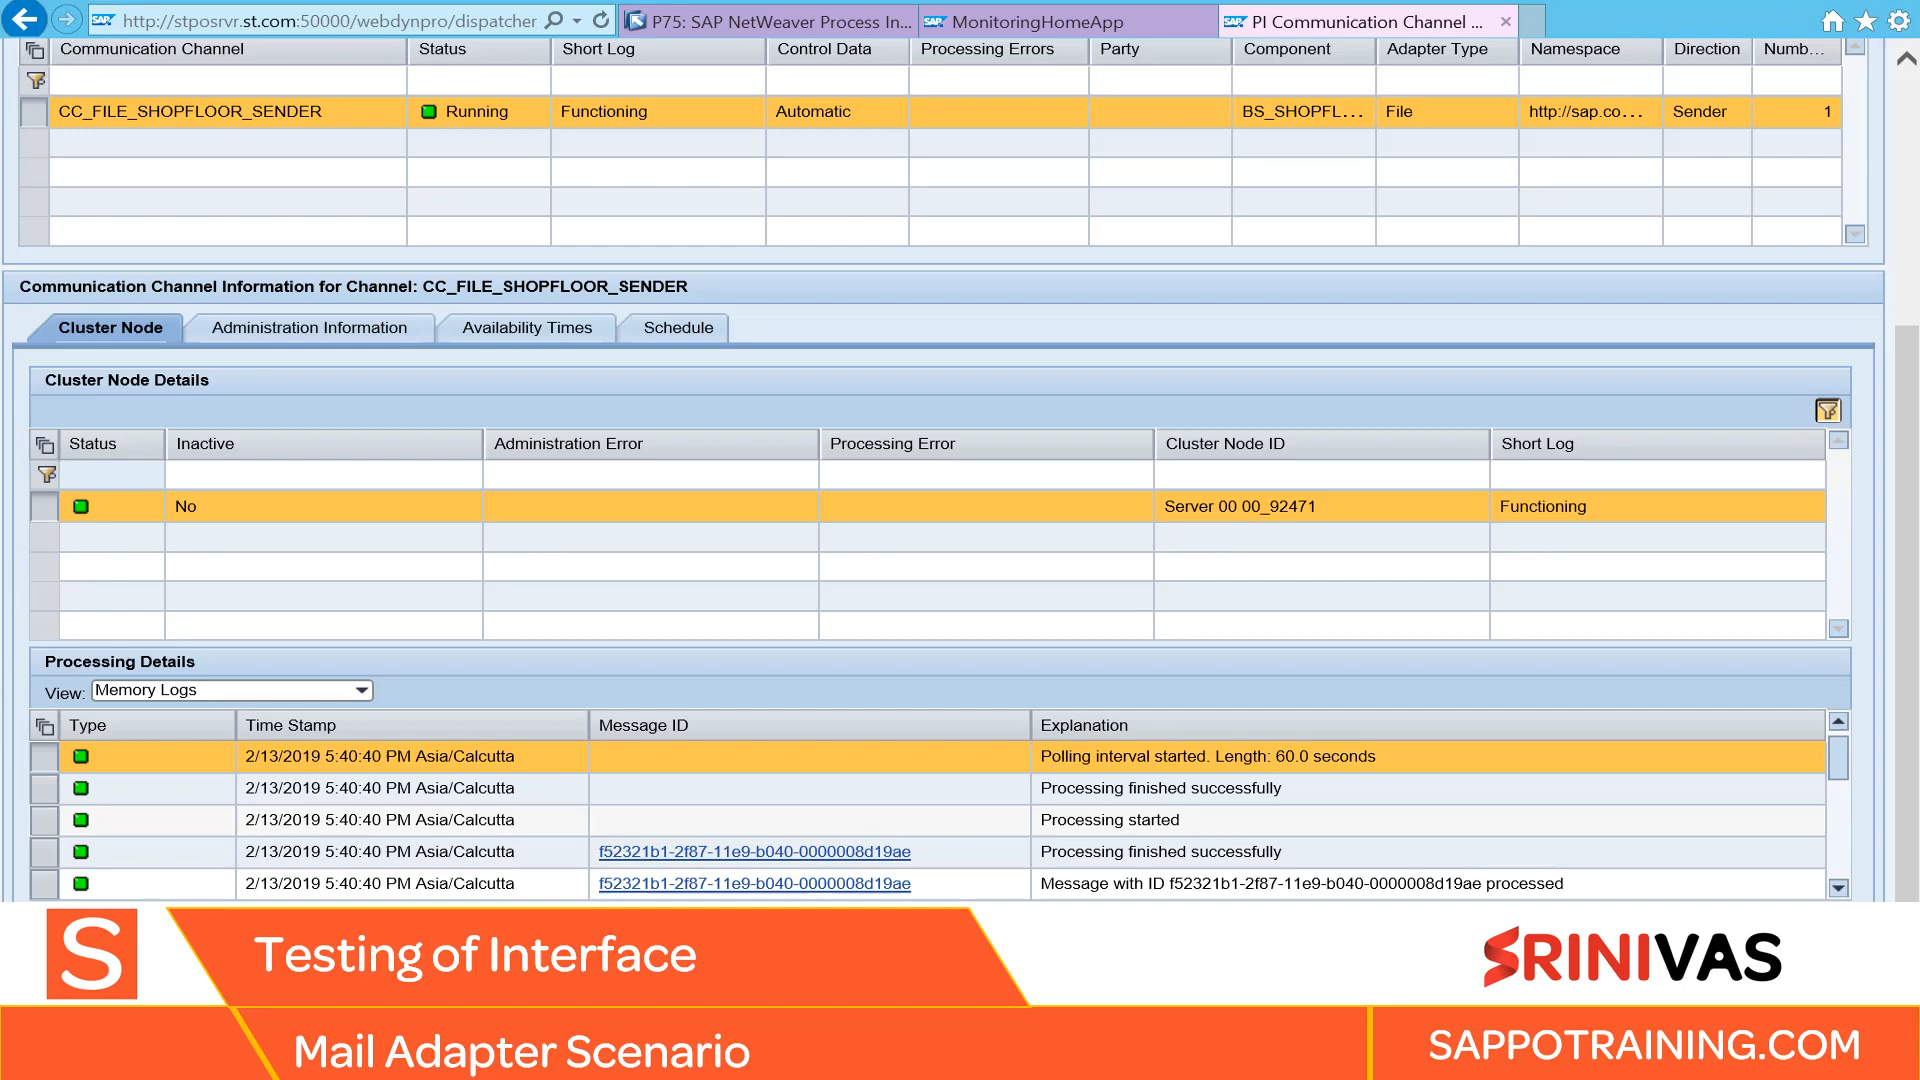 http://stposrvr.st.com:50000/webdynpro/dispatcher
P75: SAP NetWeaver Process In...
SAP MonitoringHomeApp
SAP PI Communication Channel ...
Communication Channel Status Short Log Control Data Processing Errors Party Component Adapter Type Namespace Direction Numb...
CC_FILE_SHOPFLOOR_SENDER Running Functioning Automatic BS_SHOPFL... File http://sap.co... Sender 1
Communication Channel Information for Channel: CC_FILE_SHOPFLOOR_SENDER
Cluster Node Administration Information Availability Times Schedule
Cluster Node Details
Status Inactive Administration Error Processing Error Cluster Node ID Short Log
No Server 00 00_92471 Functioning
Processing Details
View: Memory Logs
Type Time Stamp Message ID Explanation
2/13/2019 5:40:40 PM Asia/Calcutta Polling interval started. Length: 60.0 seconds
2/13/2019 5:40:40 PM Asia/Calcutta Processing finished successfully
2/13/2019 5:40:40 PM Asia/Calcutta Processing started
2/13/2019 5:40:40 PM Asia/Calcutta f52321b1-2f87-11e9-b040-0000008d19ae Processing finished successfully
2/13/2019 5:40:40 PM Asia/Calcutta f52321b1-2f87-11e9-b040-0000008d19ae Message with ID f52321b1-2f87-11e9-b040-0000008d19ae processed
S
Testing of Interface
SRINIVAS
Mail Adapter Scenario
SAPPOTRAINING.COM